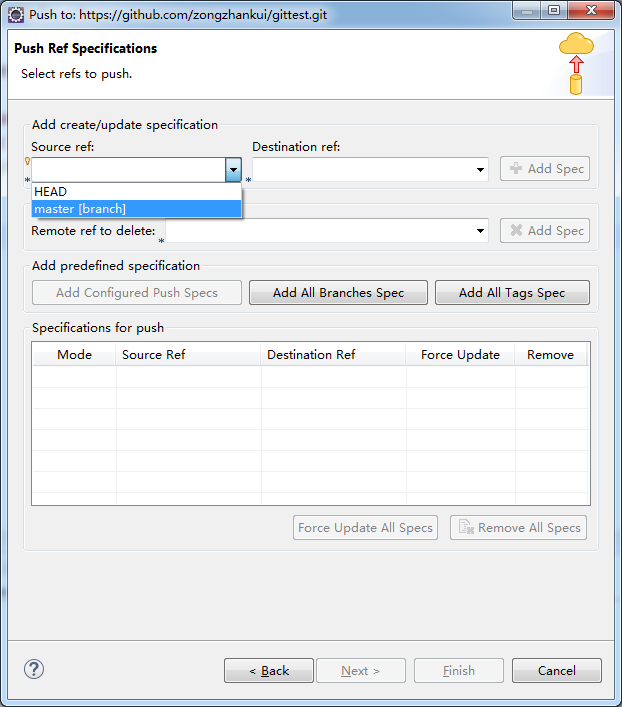 Push to: https://github.com/zongzhankui/gittest.git
Push Ref Specifications
Select refs to push.
Add create/update specification
Source ref:
Destination ref:
Add Spec
HEAD
master [branch]
Remote ref to delete:
Add Spec
Add predefined specification
Add Configured Push Specs
Add All Branches Spec
Add All Tags Spec
Specifications for push
Mode
Source Ref
Destination Ref
Force Update
Remove
Force Update All Specs
Remove All Specs
< Back
Next >
Finish
Cancel